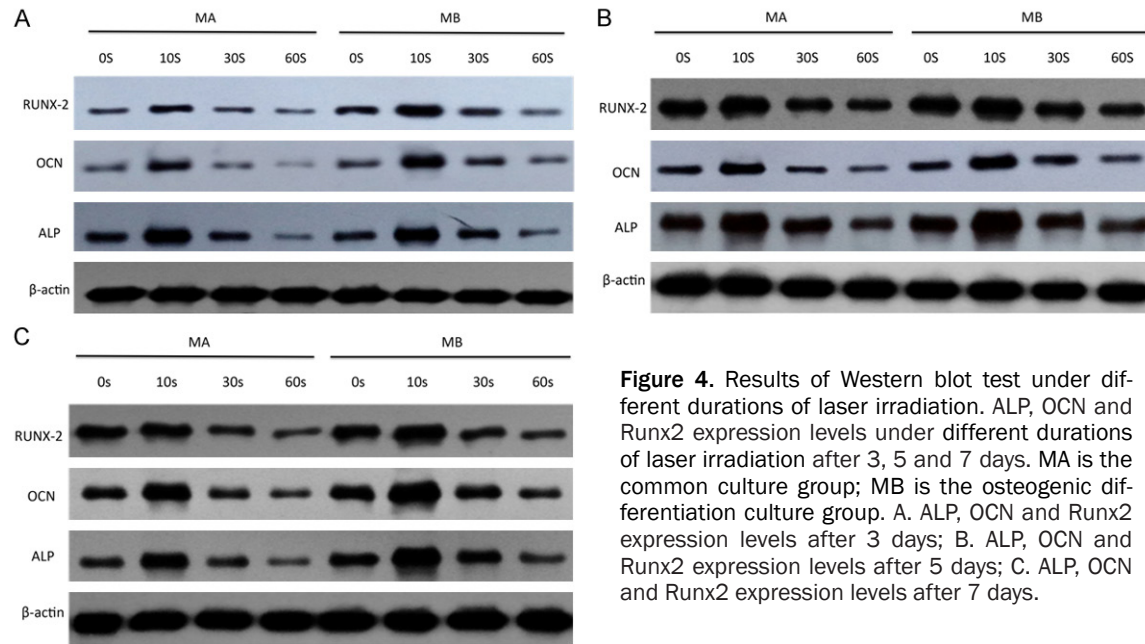 A
MA MB
0S 10S 30S 60S 0S 10S 30S 60S
RUNX-2
OCN
ALP
β-actin
B
MA MB
0S 10S 30S 60S 0S 10S 30S 60S
RUNX-2
OCN
ALP
β-actin
C
MA MB
0s 10s 30s 60s 0s 10s 30s 60s
RUNX-2
OCN
ALP
β-actin
Figure 4. Results of Western blot test under dif-
ferent durations of laser irradiation. ALP, OCN and
Runx2 expression levels under different durations
of laser irradiation after 3, 5 and 7 days. MA is the
common culture group; MB is the osteogenic dif-
ferentiation culture group. A. ALP, OCN and Runx2
expression levels after 3 days; B. ALP, OCN and
Runx2 expression levels after 5 days; C. ALP, OCN
and Runx2 expression levels after 7 days.